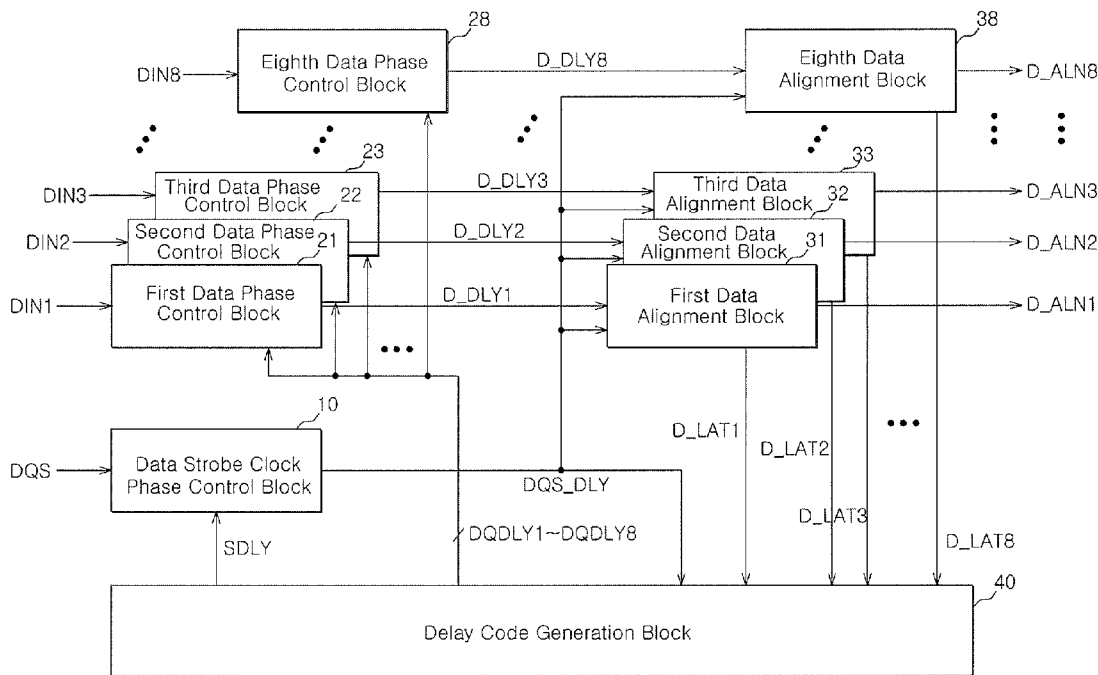 28
38
DIN8
Eighth Data Phase
Control Block
D_DLY8
Eighth Data
Alignment Block
D_ALN8
23
33
DIN3
Third Data Phase
Control Block
D_DLY3
Third Data
Alignment Block
D_ALN3
22
32
DIN2
Second Data Phase
Control Block
D_DLY2
Second Data
Alignment Block
D_ALN2
21
31
DIN1
First Data Phase
Control Block
D_DLY1
First Data
Alignment Block
D_ALN1
10
DQS
Data Strobe Clock
Phase Control Block
DQS_DLY
D_LAT1
D_LAT2
D_LAT3
D_LAT8
SDLY
DQDLY1~DQDLY8
40
Delay Code Generation Block